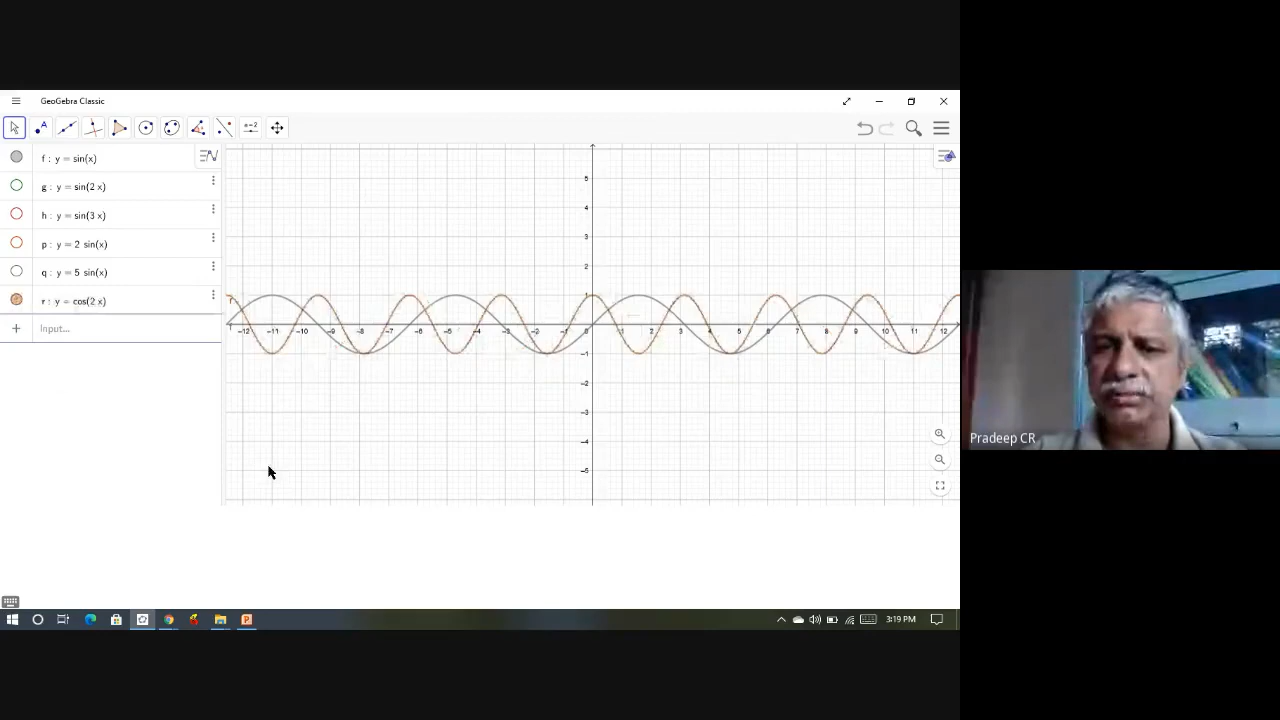 GeoGebra Classic
f : y = sin(x)
g : y = sin(2 x)
h : y = sin(3 x)
p : y = 2 sin(x)
q : y = 5 sin(x)
r : y = cos(2 x)
Input...
5
4
3
2
1
−12 −11 −10 −9 −8 −7 −6 −5 −4 −3 −2 −1 0 1 2 3 4 5 6 7 8 9 10 11 12
−1
−2
−3
−4
−5
r
f
Pradeep CR
3:19 PM